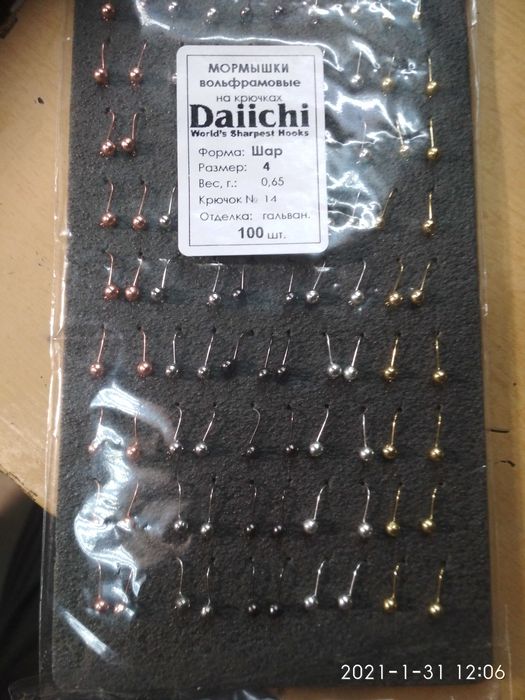 МОРМЫШКИ
вольфрамовые
на крючках
Daiichi
World's Sharpest Hooks
Форма: Шар
Размер: 4
Вес, г.: 0,65
Крючок № 14
Отделка: гальван.
100 шт.
2021-1-31 12:06